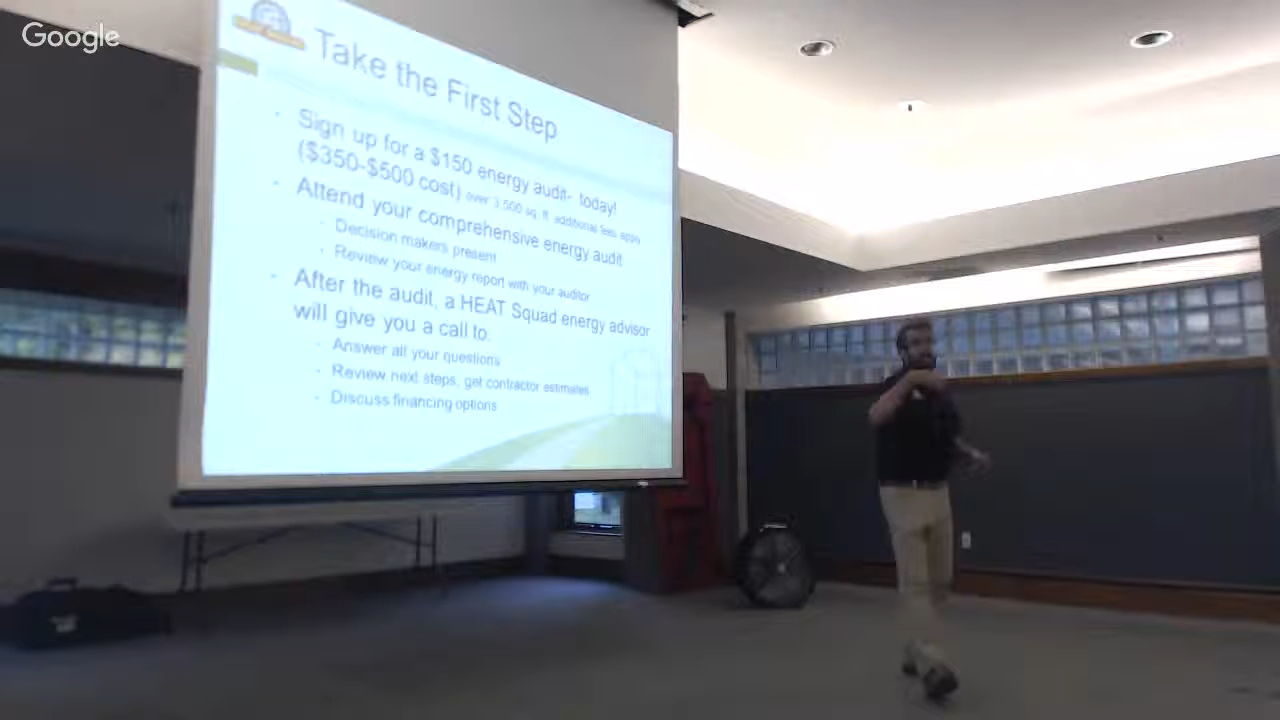 Google
Take the First Step
Sign up for a $150 energy audit- today!
($350-$500 cost) over 3,500 sq. ft. additional fees apply
Attend your comprehensive energy audit
Decision makers present
Review your energy report with your auditor
After the audit, a HEAT Squad energy advisor
will give you a call to:
Answer all your questions
Review next steps, get contractor estimates
Discuss financing options